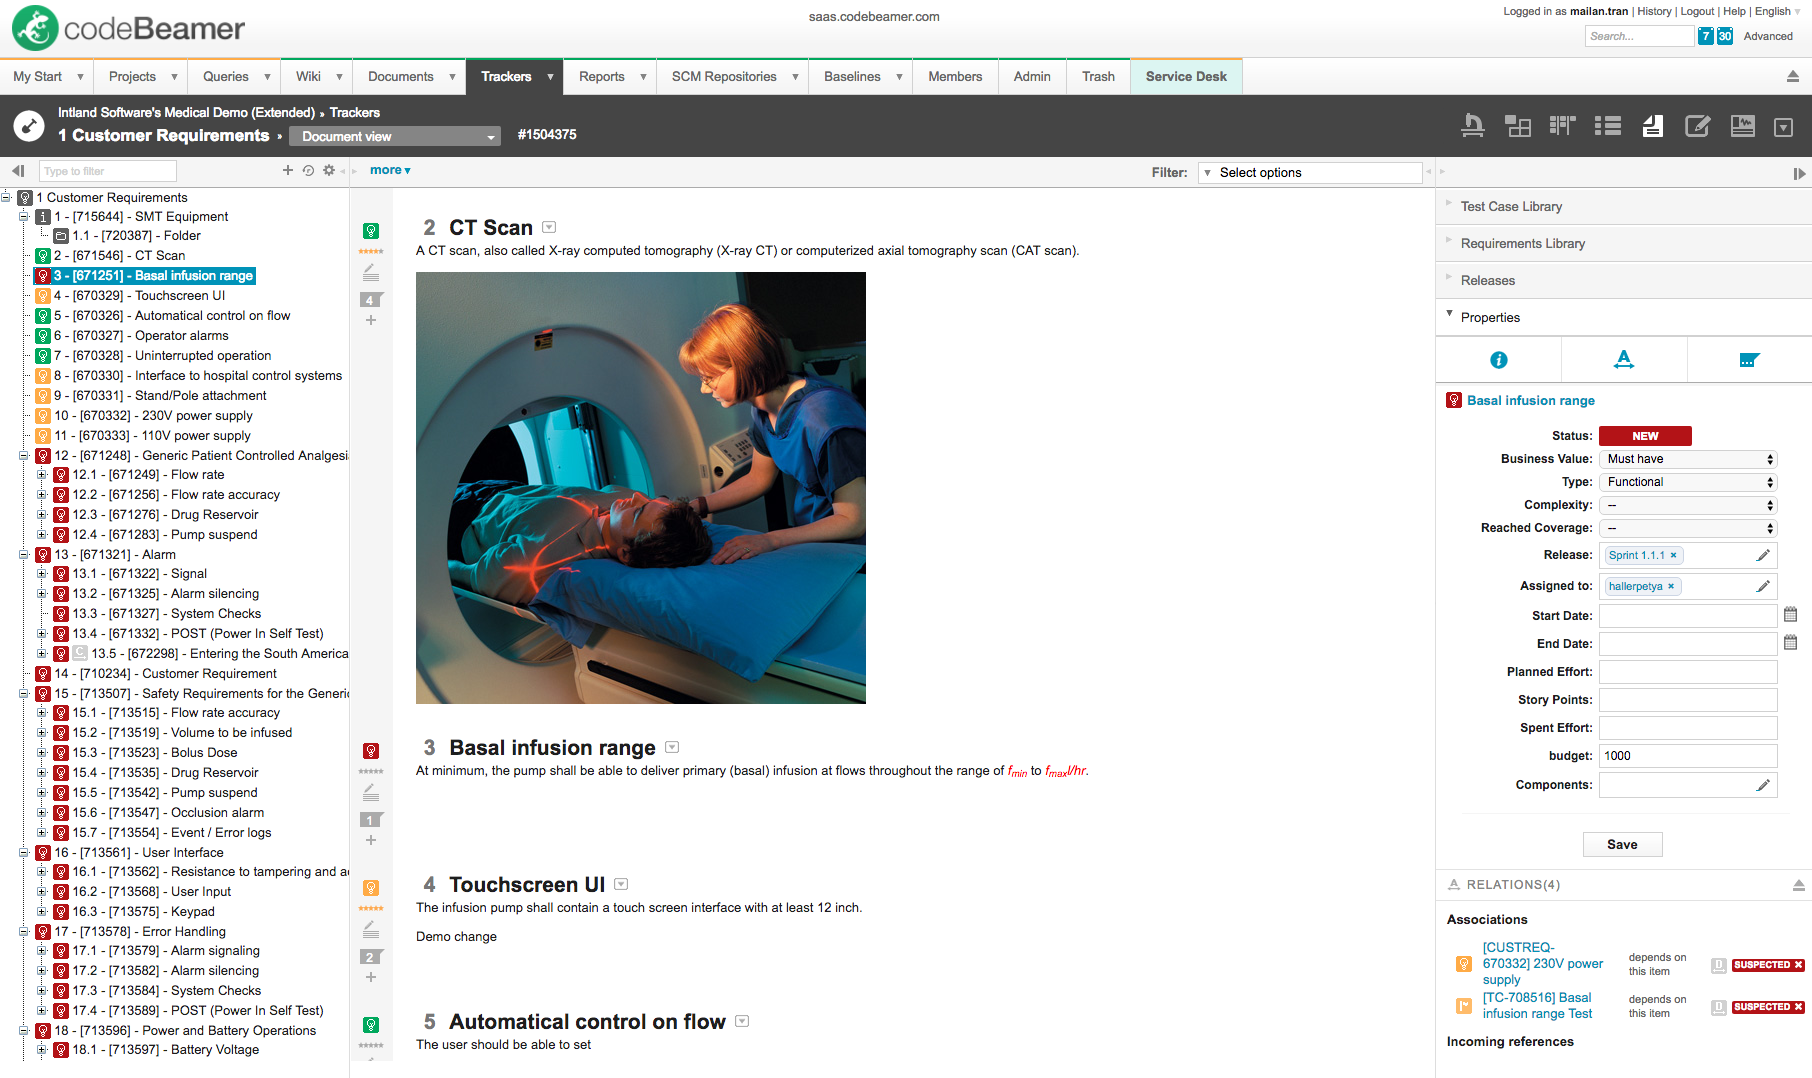 codeBeamer
saas.codebeamer.com
Logged in as mailan.tran | History | Logout | Help | English
Search... 7 30 Advanced
My Start Projects Queries Wiki Documents Trackers Reports SCM Repositories Baselines Members Admin Trash Service Desk
Intland Software's Medical Demo (Extended) » Trackers
1 Customer Requirements » Document view #1504375
Type to filter
more
Filter: Select options
1 Customer Requirements
1 - [715644] - SMT Equipment
1.1 - [720387] - Folder
2 - [671546] - CT Scan
3 - [671251] - Basal infusion range
4 - [670329] - Touchscreen UI
5 - [670326] - Automatical control on flow
6 - [670327] - Operator alarms
7 - [670328] - Uninterrupted operation
8 - [670330] - Interface to hospital control systems
9 - [670331] - Stand/Pole attachment
10 - [670332] - 230V power supply
11 - [670333] - 110V power supply
12 - [671248] - Generic Patient Controlled Analgesi
12.1 - [671249] - Flow rate
12.2 - [671256] - Flow rate accuracy
12.3 - [671276] - Drug Reservoir
12.4 - [671283] - Pump suspend
13 - [671321] - Alarm
13.1 - [671322] - Signal
13.2 - [671325] - Alarm silencing
13.3 - [671327] - System Checks
13.4 - [671332] - POST (Power In Self Test)
C 13.5 - [672298] - Entering the South America
14 - [710234] - Customer Requirement
15 - [713507] - Safety Requirements for the Generic
15.1 - [713515] - Flow rate accuracy
15.2 - [713519] - Volume to be infused
15.3 - [713523] - Bolus Dose
15.4 - [713535] - Drug Reservoir
15.5 - [713542] - Pump suspend
15.6 - [713547] - Occlusion alarm
15.7 - [713554] - Event / Error logs
16 - [713561] - User Interface
16.1 - [713562] - Resistance to tampering and a
16.2 - [713568] - User Input
16.3 - [713575] - Keypad
17 - [713578] - Error Handling
17.1 - [713579] - Alarm signaling
17.2 - [713582] - Alarm silencing
17.3 - [713584] - System Checks
17.4 - [713589] - POST (Power In Self Test)
18 - [713596] - Power and Battery Operations
18.1 - [713597] - Battery Voltage
2 CT Scan
A CT scan, also called X-ray computed tomography (X-ray CT) or computerized axial tomography scan (CAT scan).
4
3 Basal infusion range
At minimum, the pump shall be able to deliver primary (basal) infusion at flows throughout the range of fmin to fmaxl/hr.
1
4 Touchscreen UI
The infusion pump shall contain a touch screen interface with at least 12 inch.
Demo change
2
5 Automatical control on flow
The user should be able to set
Test Case Library
Requirements Library
Releases
Properties
Basal infusion range
Status: NEW
Business Value: Must have
Type: Functional
Complexity: --
Reached Coverage: --
Release: Sprint 1.1.1 ×
Assigned to: hallerpetya ×
Start Date:
End Date:
Planned Effort:
Story Points:
Spent Effort:
budget: 1000
Components:
Save
RELATIONS(4)
Associations
[CUSTREQ-
670332] 230V power
supply
depends on
this item
D SUSPECTED ×
[TC-708516] Basal
infusion range Test
depends on
this item
D SUSPECTED ×
Incoming references